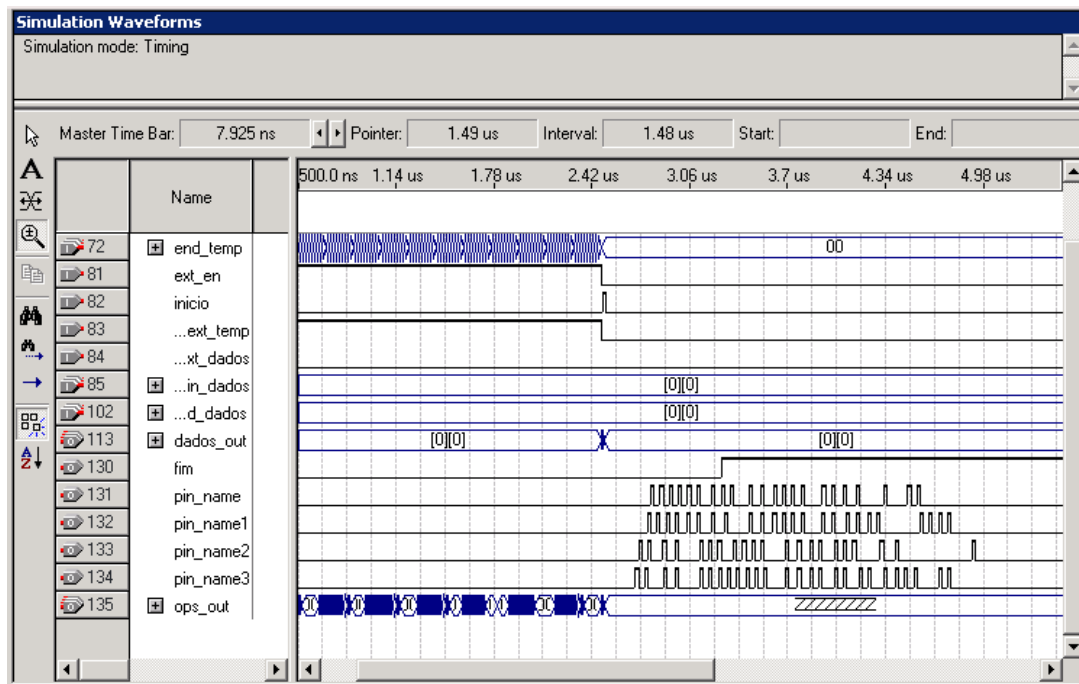 Simulation Waveforms
Simulation mode: Timing
Master Time Bar: 7.925 ns Pointer: 1.49 us Interval: 1.48 us Start: End:
Name
500.0 ns 1.14 us 1.78 us 2.42 us 3.06 us 3.7 us 4.34 us 4.98 us
72 end_temp 00
81 ext_en
82 inicio
83 ...ext_temp
84 ...xt_dados
85 ...in_dados [0][0]
102 ...d_dados [0][0]
113 dados_out [0][0] [0][0]
130 fim
131 pin_name
132 pin_name1
133 pin_name2
134 pin_name3
135 ops_out